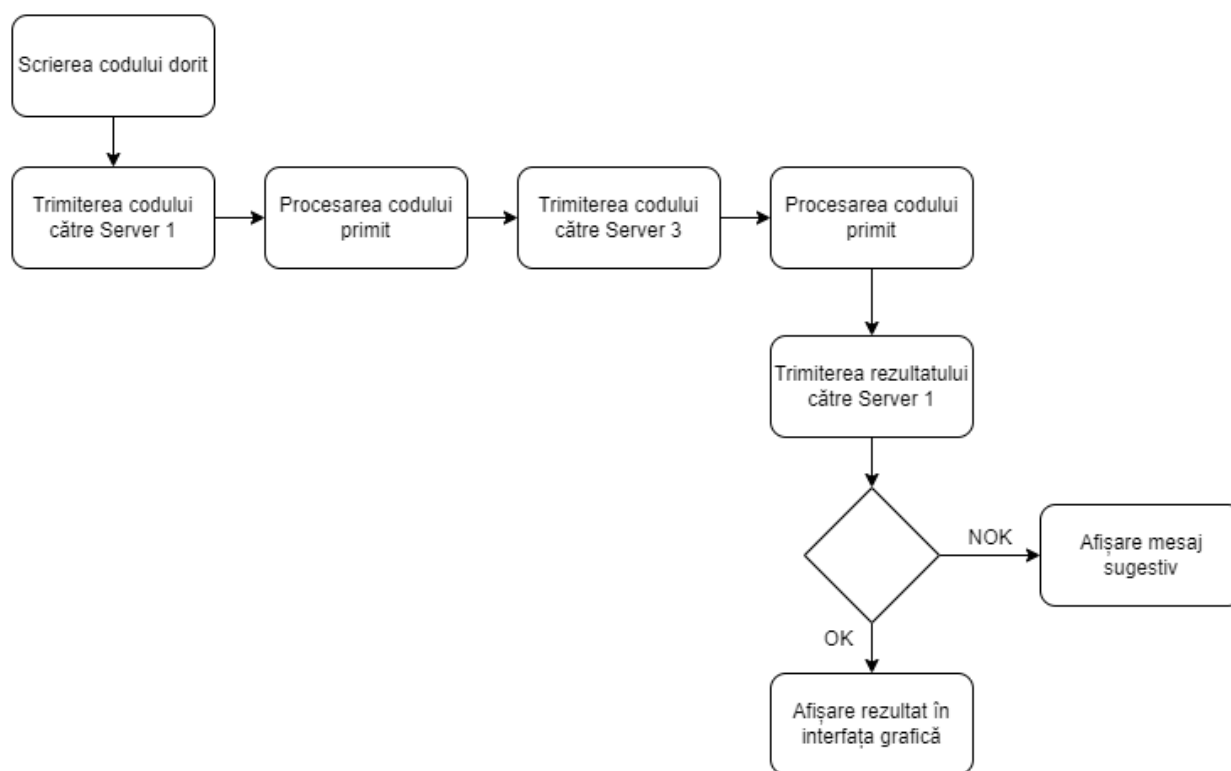 Scrierea codului dorit
Trimiterea codului
către Server 1
Procesarea codului
primit
Trimiterea codului
către Server 3
Procesarea codului
primit
Trimiterea rezultatului
către Server 1
NOK
Afișare mesaj
sugestiv
OK
Afișare rezultat în
interfața grafică